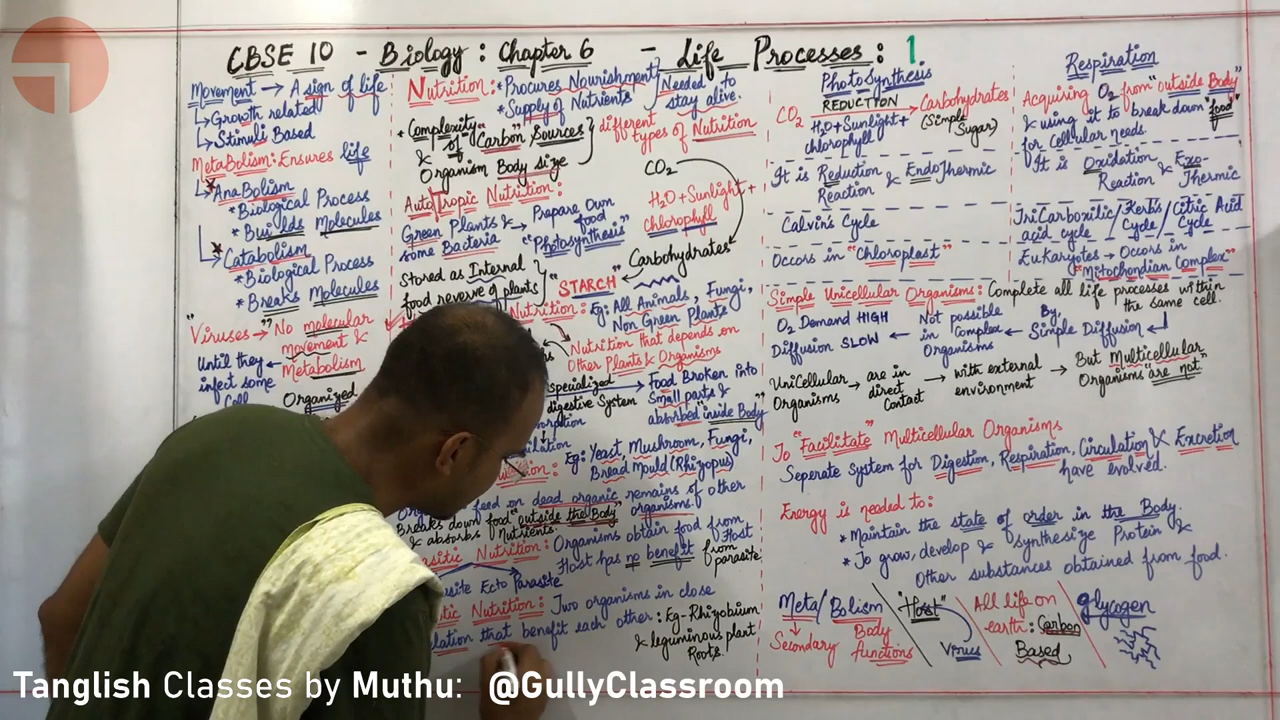 CBSE 10 - Biology : Chapter 6 - Life Processes : 1
Movement → A sign of life
↳ Growth related
↳ Stimuli Based
MetaBolism: Ensures life
↳ AnaBolism
* Biological Process
* Builds Molecules
↳ Catabolism
* Biological Process
* Breaks Molecules
"Viruses" → No molecular
movement &
Metabolism
Until they
infect some
Cell
Organized
Nutrition: * Procures Nourishment
* Supply of Nutrients
Needed to
stay alive.
* Complexity of "Carbon" Sources
&
Organism Body size
different
types of Nutrition
AutoTropic Nutrition:
Green Plants &
some Bacteria
→ Prepare Own
food
"Photosynthesis"
CO2
H2O + Sunlight +
Chlorophyll
Carbohydrates
Stored as Internal
food reverve of plants
STARCH
Nutrition: Eg: All Animals, Fungi,
Non Green Plants
Nutrition that depends on
Other Plants & Organisms
specialized
digestive System
→ Food Broken into
Small parts &
absorbed "inside Body"
Eg: Yeast, Mushroom, Fungi,
Bread Mould (Rhizopus)
feed on dead organic remains of other
organisms.
Breaks down food "outside the Body"
& absorbs Nutrients
Nutrition: Organisms obtain food from
Host
Host has no benefit from
parasite
Ecto Parasite
Nutrition: Two organisms in close
that benefit each other : Eg - Rhizobium
& leguminous plant
Roots.
PhotoSynthesis
CO2 REDUCTION → Carbohydrates
(Simple
Sugar)
H2O + Sunlight +
chlorophyll
It is Reduction & EndoThermic
Reaction
Calvin's Cycle
Occurs in "Chloroplast"
Respiration
Acquiring O2 from "outside Body"
& using it to break down "food"
for Cellular needs.
It is Oxidation & Exo-
Reaction Thermic
TriCarboxilic / Kerb's / Citric Acid
acid cycle / Cycle / Cycle
EuKaryotes → Occurs in
"Mitochondian Complex"
Simple Unicellular Organisms: Complete all life processes within
the same cell.
O2 Demand HIGH
Diffusion SLOW
← Not possible
in Complex
Organisms
← By
Simple Diffusion
UniCellular
Organisms
→ are in
direct
Contact
→ with external
environment
→ But Multicellular
Organisms "are not"
To "Facilitate" Multicellular Organisms
Seperate System for Digestion, Respiration, Circulation & Excretion
have evolved.
Energy is needed to:
* Maintain the state of order in the Body.
* To grow, develop & synthesize Protein &
Other substances obtained from food.
Meta/Bolism
Secondary Body
functions
"Host"
Virus
All life on
earth: Carbon
Based
glycogen
Tanglish Classes by Muthu: @GullyClassroom